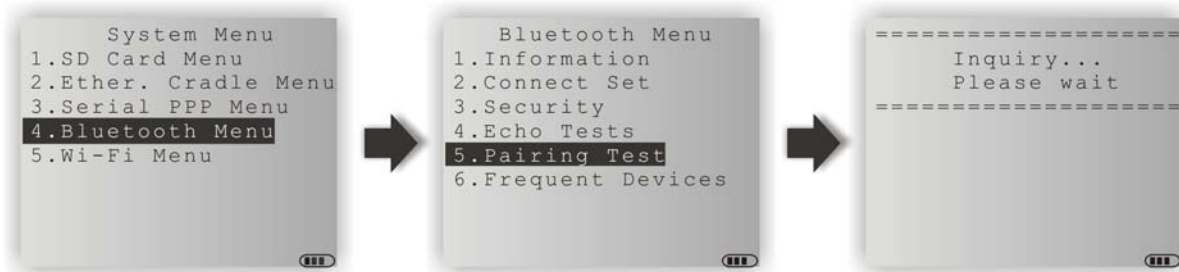 System Menu
1.SD Card Menu
2.Ether. Cradle Menu
3.Serial PPP Menu
4.Bluetooth Menu
5.Wi-Fi Menu
Bluetooth Menu
1.Information
2.Connect Set
3.Security
4.Echo Tests
5.Pairing Test
6.Frequent Devices
====================
Inquiry...
Please wait
====================